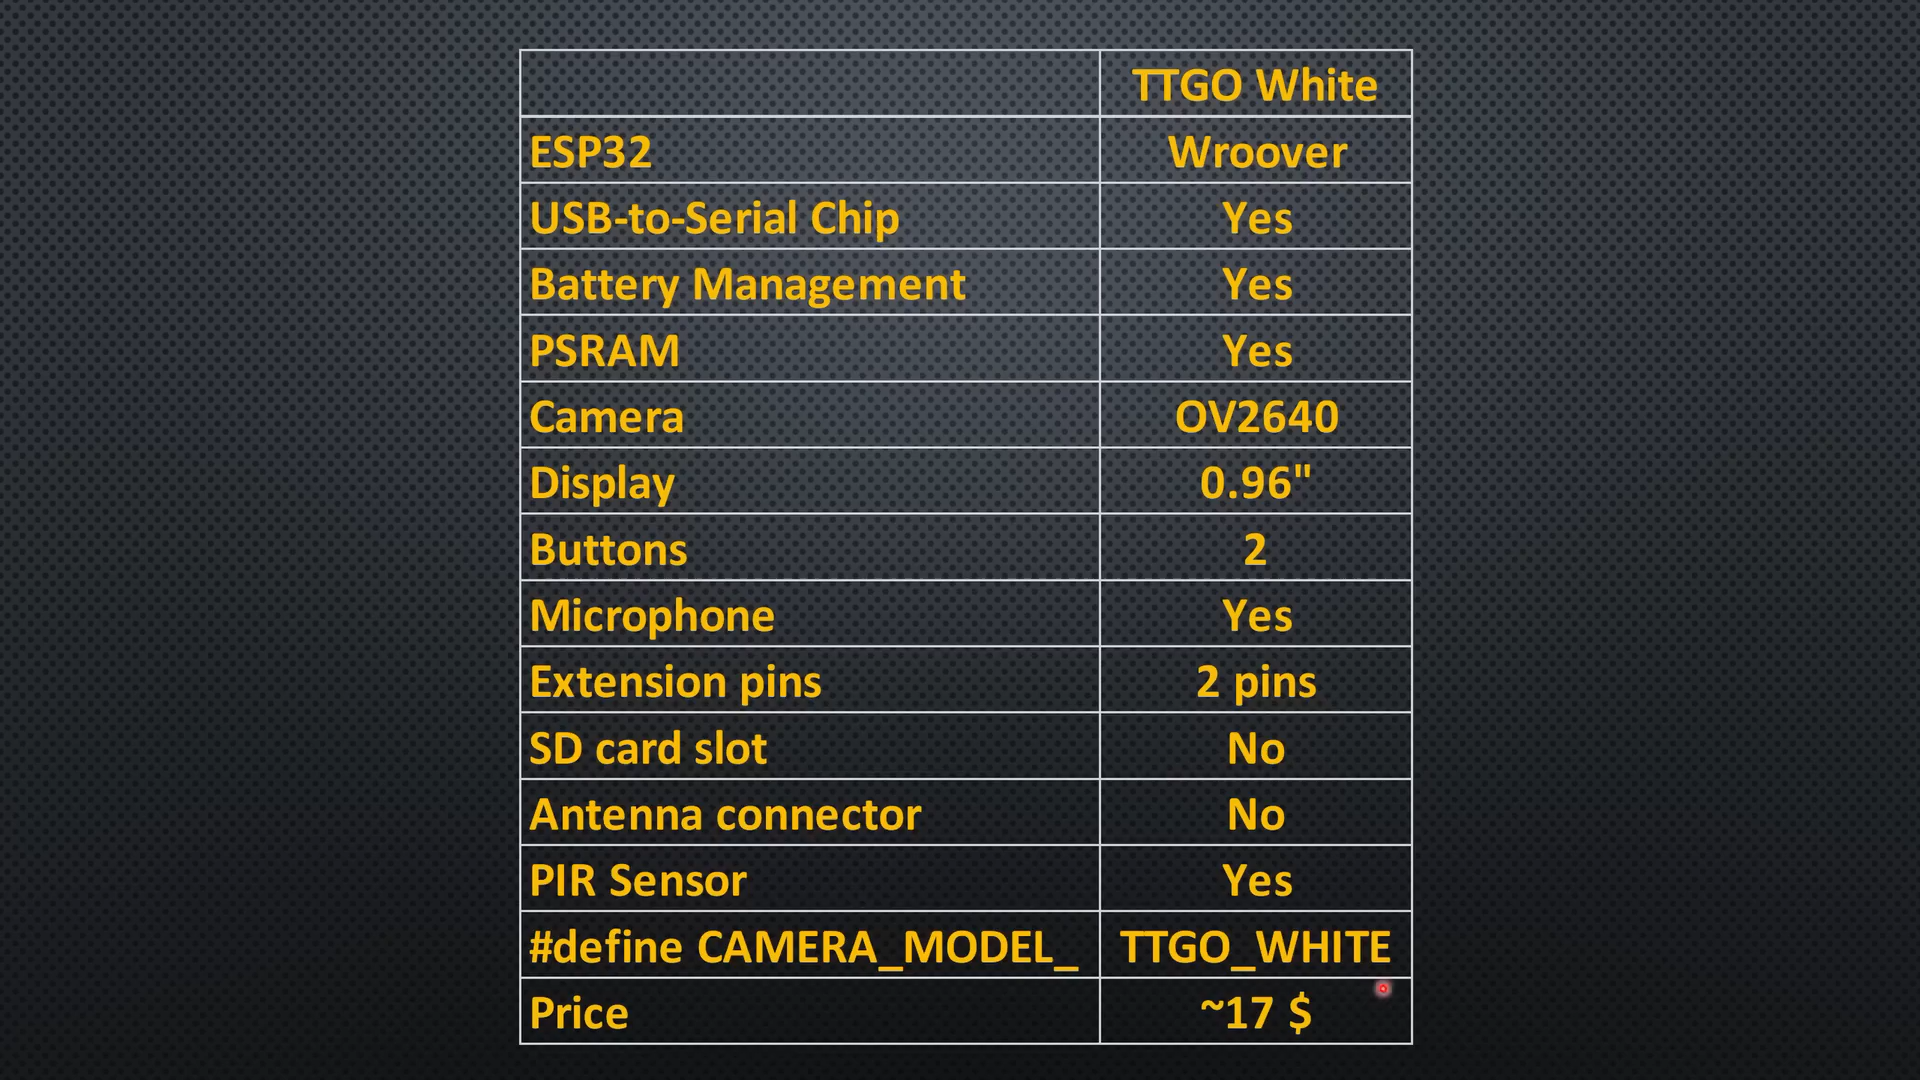 TTGO White
ESP32 Wroover
USB-to-Serial Chip Yes
Battery Management Yes
PSRAM Yes
Camera OV2640
Display 0.96"
Buttons 2
Microphone Yes
Extension pins 2 pins
SD card slot No
Antenna connector No
PIR Sensor Yes
#define CAMERA_MODEL_ TTGO_WHITE
Price ~17 $